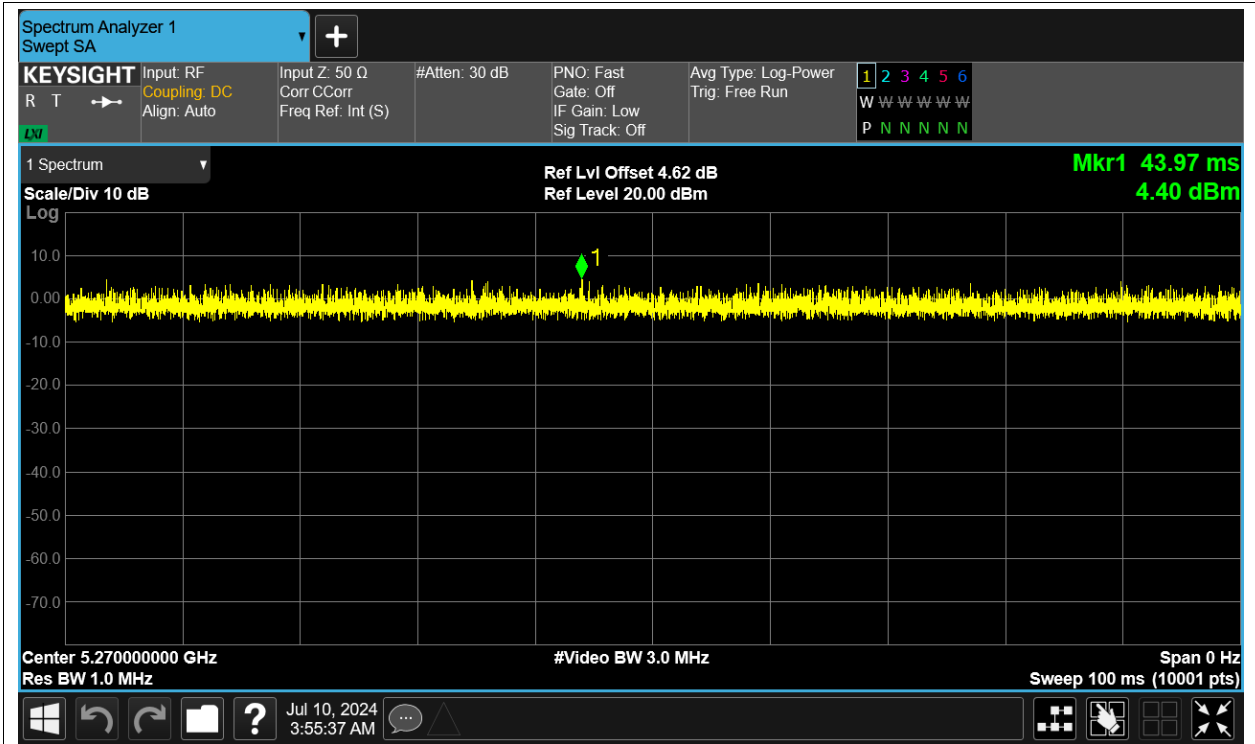 Spectrum Analyzer 1
Swept SA
KEYSIGHT
R T
LXI
Input: RF
Coupling: DC
Align: Auto
Input Z: 50 Ω
Corr CCorr
Freq Ref: Int (S)
#Atten: 30 dB
PNO: Fast
Gate: Off
IF Gain: Low
Sig Track: Off
Avg Type: Log-Power
Trig: Free Run
1 2 3 4 5 6
W W W W W W
P N N N N N
1 Spectrum
Scale/Div 10 dB
Log
Ref Lvl Offset 4.62 dB
Ref Level 20.00 dBm
Mkr1 43.97 ms
4.40 dBm
1
10.0
0.00
-10.0
-20.0
-30.0
-40.0
-50.0
-60.0
-70.0
Center 5.270000000 GHz
Res BW 1.0 MHz
#Video BW 3.0 MHz
Span 0 Hz
Sweep 100 ms (10001 pts)
?
Jul 10, 2024
3:55:37 AM